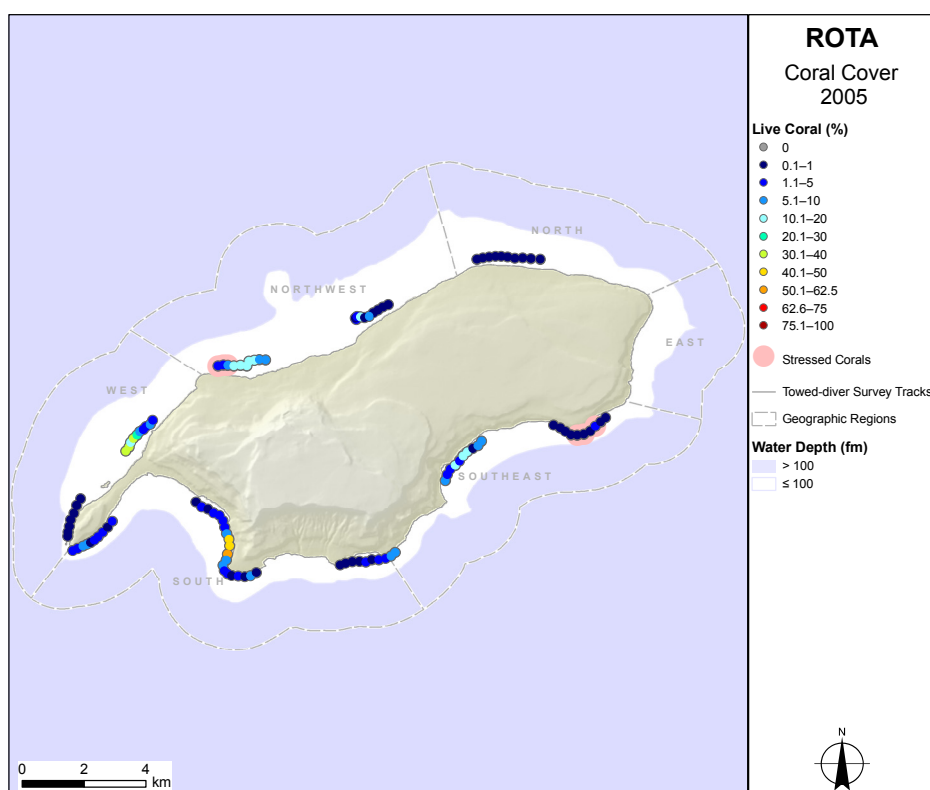 ROTA
Coral Cover
2005
Live Coral (%)
0
0.1–1
1.1–5
5.1–10
10.1–20
20.1–30
30.1–40
40.1–50
50.1–62.5
62.6–75
75.1–100
Stressed Corals
Towed-diver Survey Tracks
Geographic Regions
Water Depth (fm)
> 100
≤ 100
NORTH
NORTHWEST
EAST
WEST
SOUTHEAST
SOUTH
0 2 4
km
N